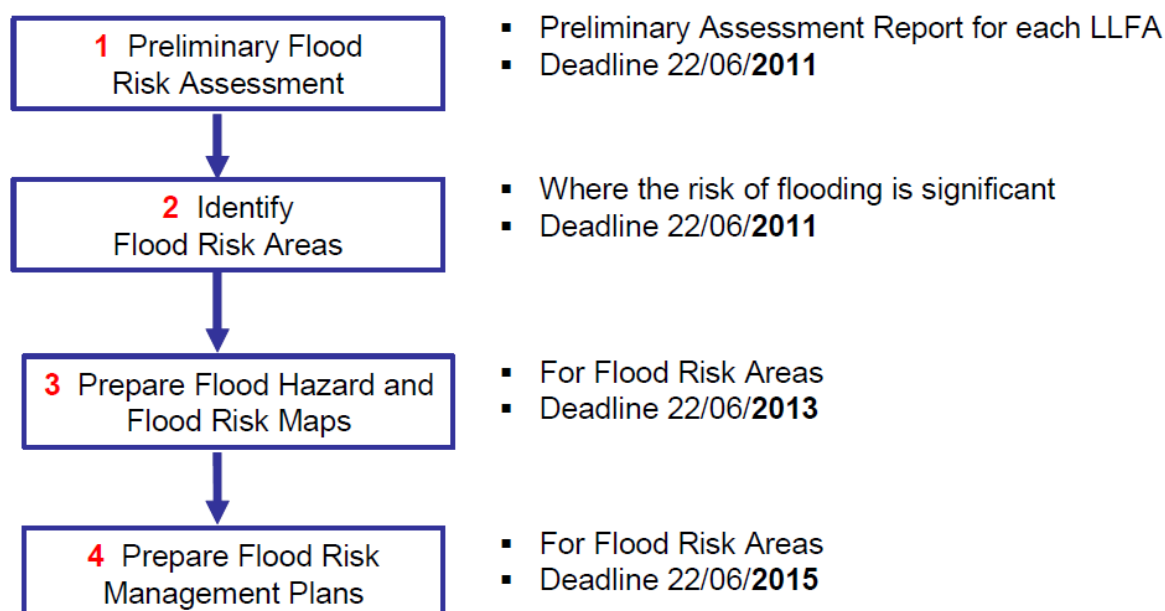 1 Preliminary Flood
Risk Assessment
▪ Preliminary Assessment Report for each LLFA
▪ Deadline 22/06/2011
2 Identify
Flood Risk Areas
▪ Where the risk of flooding is significant
▪ Deadline 22/06/2011
3 Prepare Flood Hazard and
Flood Risk Maps
▪ For Flood Risk Areas
▪ Deadline 22/06/2013
4 Prepare Flood Risk
Management Plans
▪ For Flood Risk Areas
▪ Deadline 22/06/2015